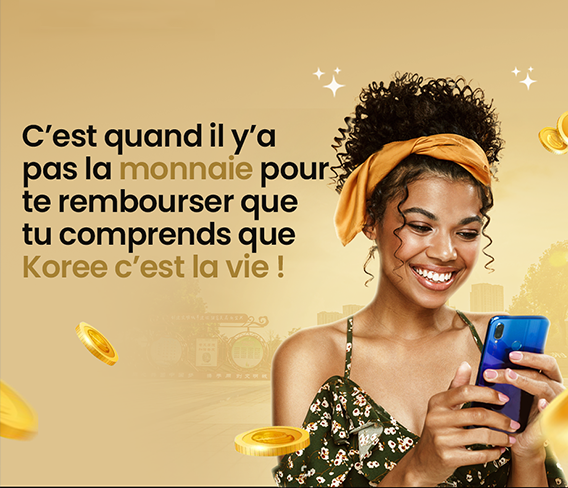 C’est quand il y’a
pas la monnaie pour
te rembourser que
tu comprends que
Koree c’est la vie !